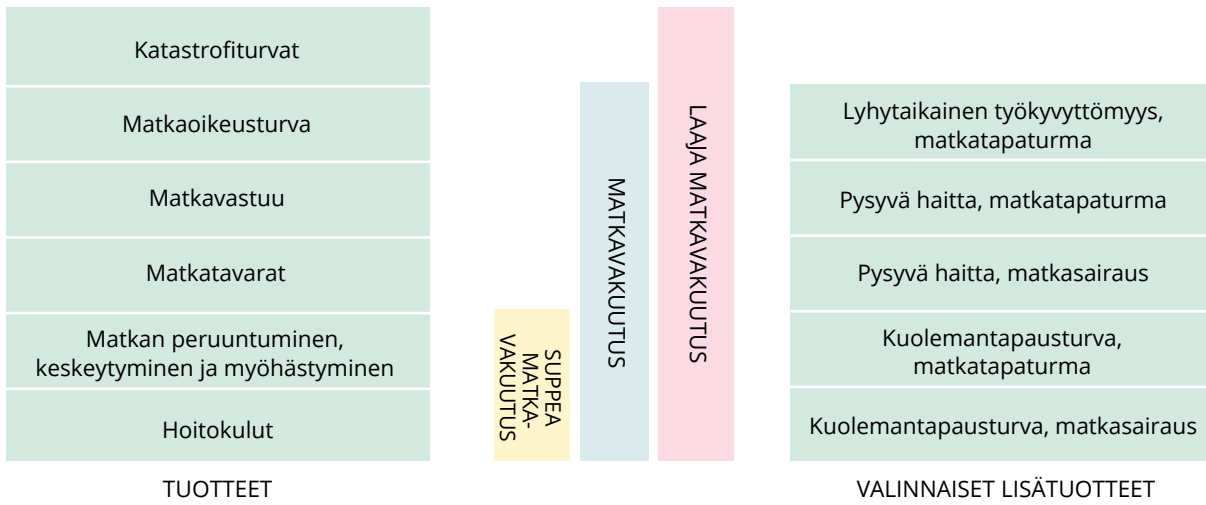 Katastrofiturvat
Matkaoikeusturva
Matkavastuu
Matkatavarat
Matkan peruuntuminen,
keskeytyminen ja myöhästyminen
Hoitokulut
TUOTTEET
SUPPEA
MATKA-
VAKUUTUS
MATKAVAKUUTUS
LAAJA MATKAVAKUUTUS
Lyhytaikainen työkyvyttömyys,
matkatapaturma
Pysyvä haitta, matkatapaturma
Pysyvä haitta, matkasairaus
Kuolemantapausturva,
matkatapaturma
Kuolemantapausturva, matkasairaus
VALINNAISET LISÄTUOTTEET